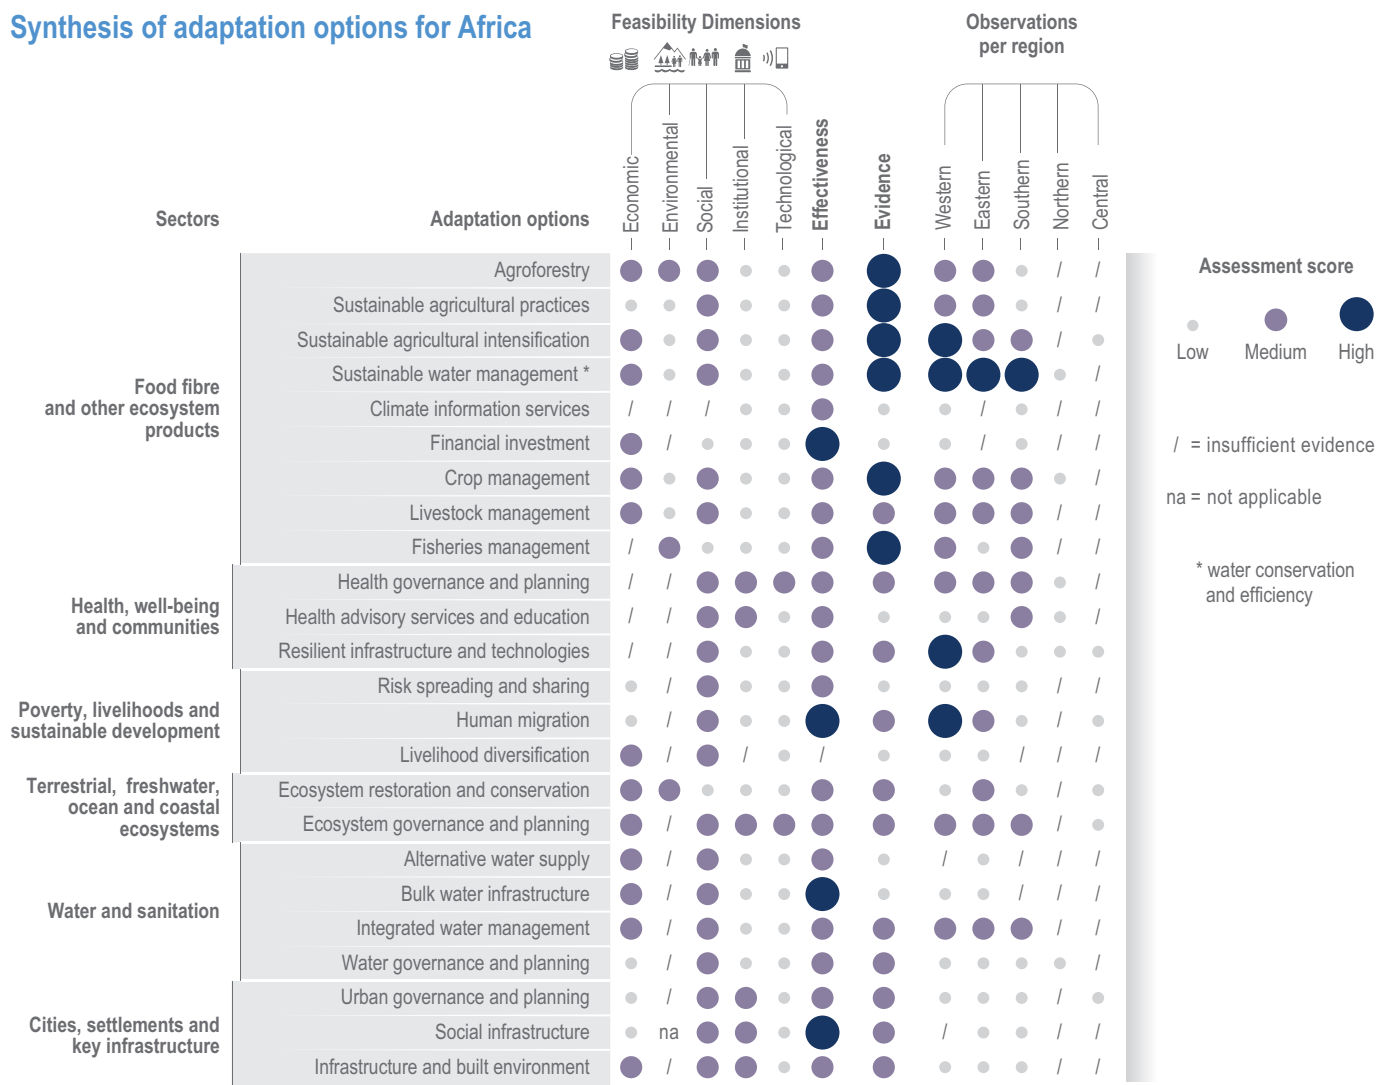 Synthesis of adaptation options for Africa
Feasibility Dimensions
Observations
per region
Economic
Environmental
Social
Institutional
Technological
Effectiveness
Evidence
Western
Eastern
Southern
Northern
Central
Sectors
Adaptation options
Food fibre
and other ecosystem
products
Agroforestry / /
Sustainable agricultural practices / /
Sustainable agricultural intensification /
Sustainable water management * /
Climate information services / / / / / /
Financial investment / / / /
Crop management /
Livestock management / /
Fisheries management / / /
Health, well-being
and communities
Health governance and planning / / /
Health advisory services and education / / /
Resilient infrastructure and technologies / /
Poverty, livelihoods and
sustainable development
Risk spreading and sharing / / /
Human migration / /
Livelihood diversification / / / / / /
Terrestrial, freshwater,
ocean and coastal
ecosystems
Ecosystem restoration and conservation /
Ecosystem governance and planning / /
Water and sanitation
Alternative water supply / / / / /
Bulk water infrastructure / / / /
Integrated water management / / /
Water governance and planning / /
Cities, settlements and
key infrastructure
Urban governance and planning / /
Social infrastructure na / / /
Infrastructure and built environment / / /
Assessment score
Low Medium High
/ = insufficient evidence
na = not applicable
* water conservation
and efficiency